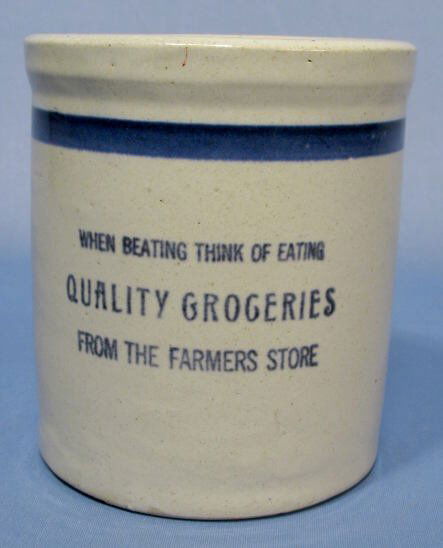 WHEN BEATING THINK OF EATING
QUALITY GROCERIES
FROM THE FARMERS STORE